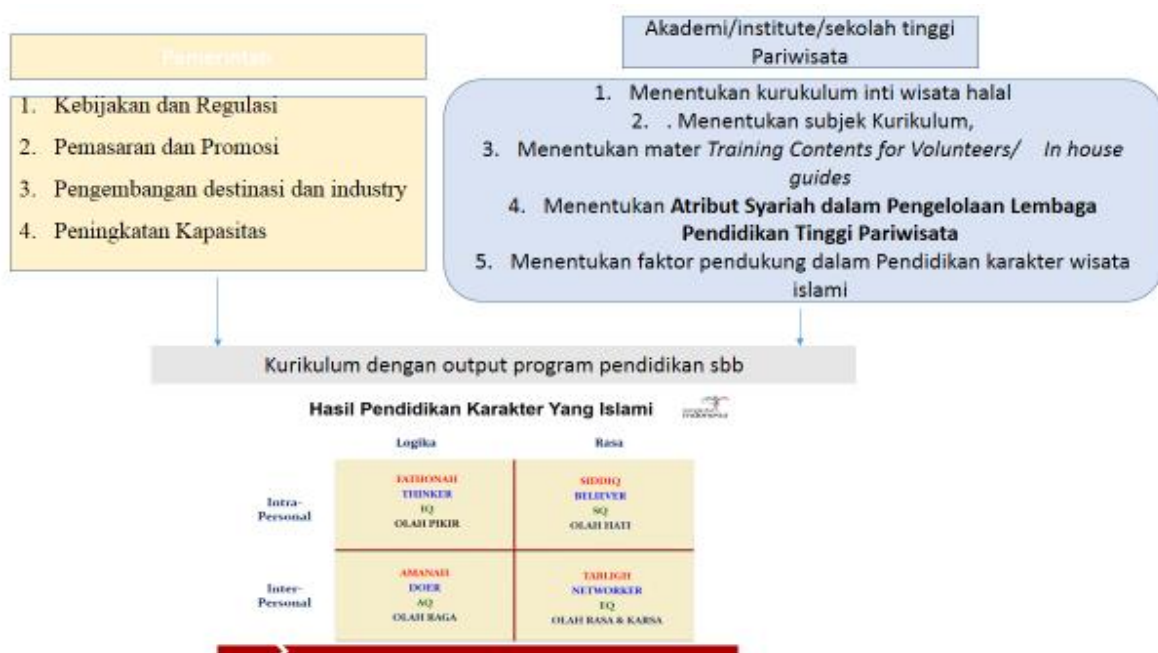 Pemerintah
1. Kebijakan dan Regulasi
2. Pemasaran dan Promosi
3. Pengembangan destinasi dan industry
4. Peningkatan Kapasitas
Akademi/institute/sekolah tinggi
Pariwisata
1. Menentukan kurukulum inti wisata halal
2. . Menentukan subjek Kurikulum,
3. Menentukan mater Training Contents for Volunteers/ In house
guides
4. Menentukan Atribut Syariah dalam Pengelolaan Lembaga
Pendidikan Tinggi Pariwisata
5. Menentukan faktor pendukung dalam Pendidikan karakter wisata
islami
Kurikulum dengan output program pendidikan sbb
Hasil Pendidikan Karakter Yang Islami
indonesia
Logika
Rasa
Intra-
Personal
FATHONAH
THINKER
IQ
OLAH PIKIR
SIDDIQ
BELIEVER
SQ
OLAH HATI
Inter-
Personal
AMANAH
DOER
AQ
OLAH RAGA
TABLIGH
NETWORKER
EQ
OLAH RASA & KARSA